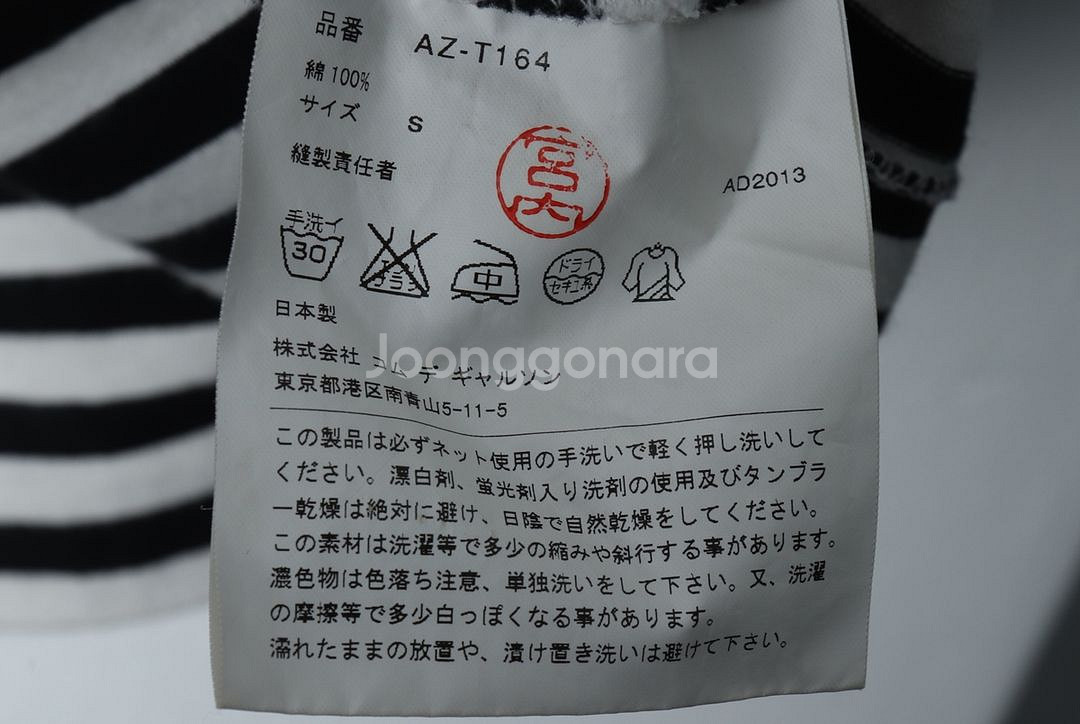 品番 AZ-T164
綿100%
サイズ S
縫製責任者 宮内 AD2013
手洗イ
30
中
ドライ
セキユ系
日本製
株式会社 コム デ ギャルソン
Joonggonara
東京都港区南青山5-11-5
この製品は必ずネット使用の手洗いで軽く押し洗いして
ください。漂白剤、蛍光剤入り洗剤の使用及びタンブラ
ー乾燥は絶対に避け、日陰で自然乾燥をしてください。
この素材は洗濯等で多少の縮みや斜行する事があります。
濃色物は色落ち注意、単独洗いをして下さい。又、洗濯
の摩擦等で多少白っぽくなる事があります。
濡れたままの放置や、漬け置き洗いは避けて下さい。